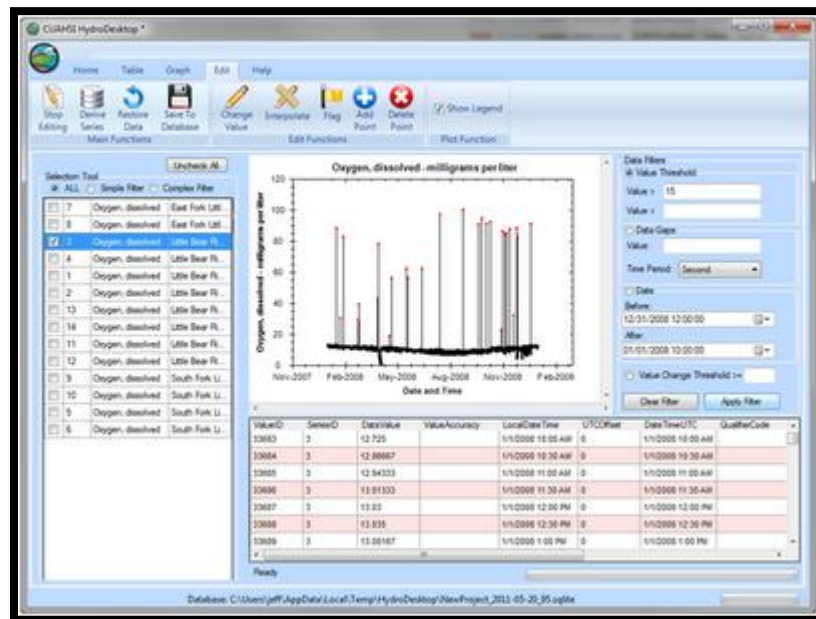 CUAHSI HydroDesktop *
Home Table Graph Edit Help
Stop Editing
Derive Series
Restore Data
Save To Database
Change Value
Interpolate
Flag
Add Point
Delete Point
Show Legend
Main Functions
Edit Functions
Plot Function
Uncheck All
Selection Tool
ALL Simple Filter Complex Filter
7 Oxygen, dissolved East Fork Littl...
8 Oxygen, dissolved East Fork Littl...
3 Oxygen, dissolved Little Bear Ri...
4 Oxygen, dissolved Little Bear Ri...
1 Oxygen, dissolved Little Bear Ri...
2 Oxygen, dissolved Little Bear Ri...
13 Oxygen, dissolved Little Bear Ri...
14 Oxygen, dissolved Little Bear Ri...
11 Oxygen, dissolved Little Bear Ri...
12 Oxygen, dissolved Little Bear Ri...
9 Oxygen, dissolved South Fork Li...
10 Oxygen, dissolved South Fork Li...
5 Oxygen, dissolved South Fork Li...
6 Oxygen, dissolved South Fork Li...
Oxygen, dissolved - milligrams per liter
Oxygen, dissolved - milligrams per liter
120
100
80
60
40
20
0
Nov-2007 Feb-2008 May-2008 Aug-2008 Nov-2008 Feb-2009
Date and Time
Data Filters
Value Threshold
Value > 15
Value <
Data Gaps
Value:
Time Period: Second
Date
Before:
12/31/2008 12:00:00
After:
01/01/2008 10:00:00
Value Change Threshold >=
Clear Filter Apply Filter
ValueID SeriesID DataValue ValueAccuracy LocalDateTime UTCOffset DateTimeUTC QualifierCode
33683 3 12.725 1/1/2008 10:00 AM 0 1/1/2008 10:00 AM
33684 3 12.86667 1/1/2008 10:30 AM 0 1/1/2008 10:30 AM
33685 3 12.94333 1/1/2008 11:00 AM 0 1/1/2008 11:00 AM
33686 3 13.01333 1/1/2008 11:30 AM 0 1/1/2008 11:30 AM
33687 3 13.03 1/1/2008 12:00 PM 0 1/1/2008 12:00 PM
33688 3 13.835 1/1/2008 12:30 PM 0 1/1/2008 12:30 PM
33689 3 13.08167 1/1/2008 1:00 PM 0 1/1/2008 1:00 PM
Ready
Database: C:\Users\jeff\AppData\Local\Temp\HydroDesktop\NewProject_2011-05-20_95.sqlite